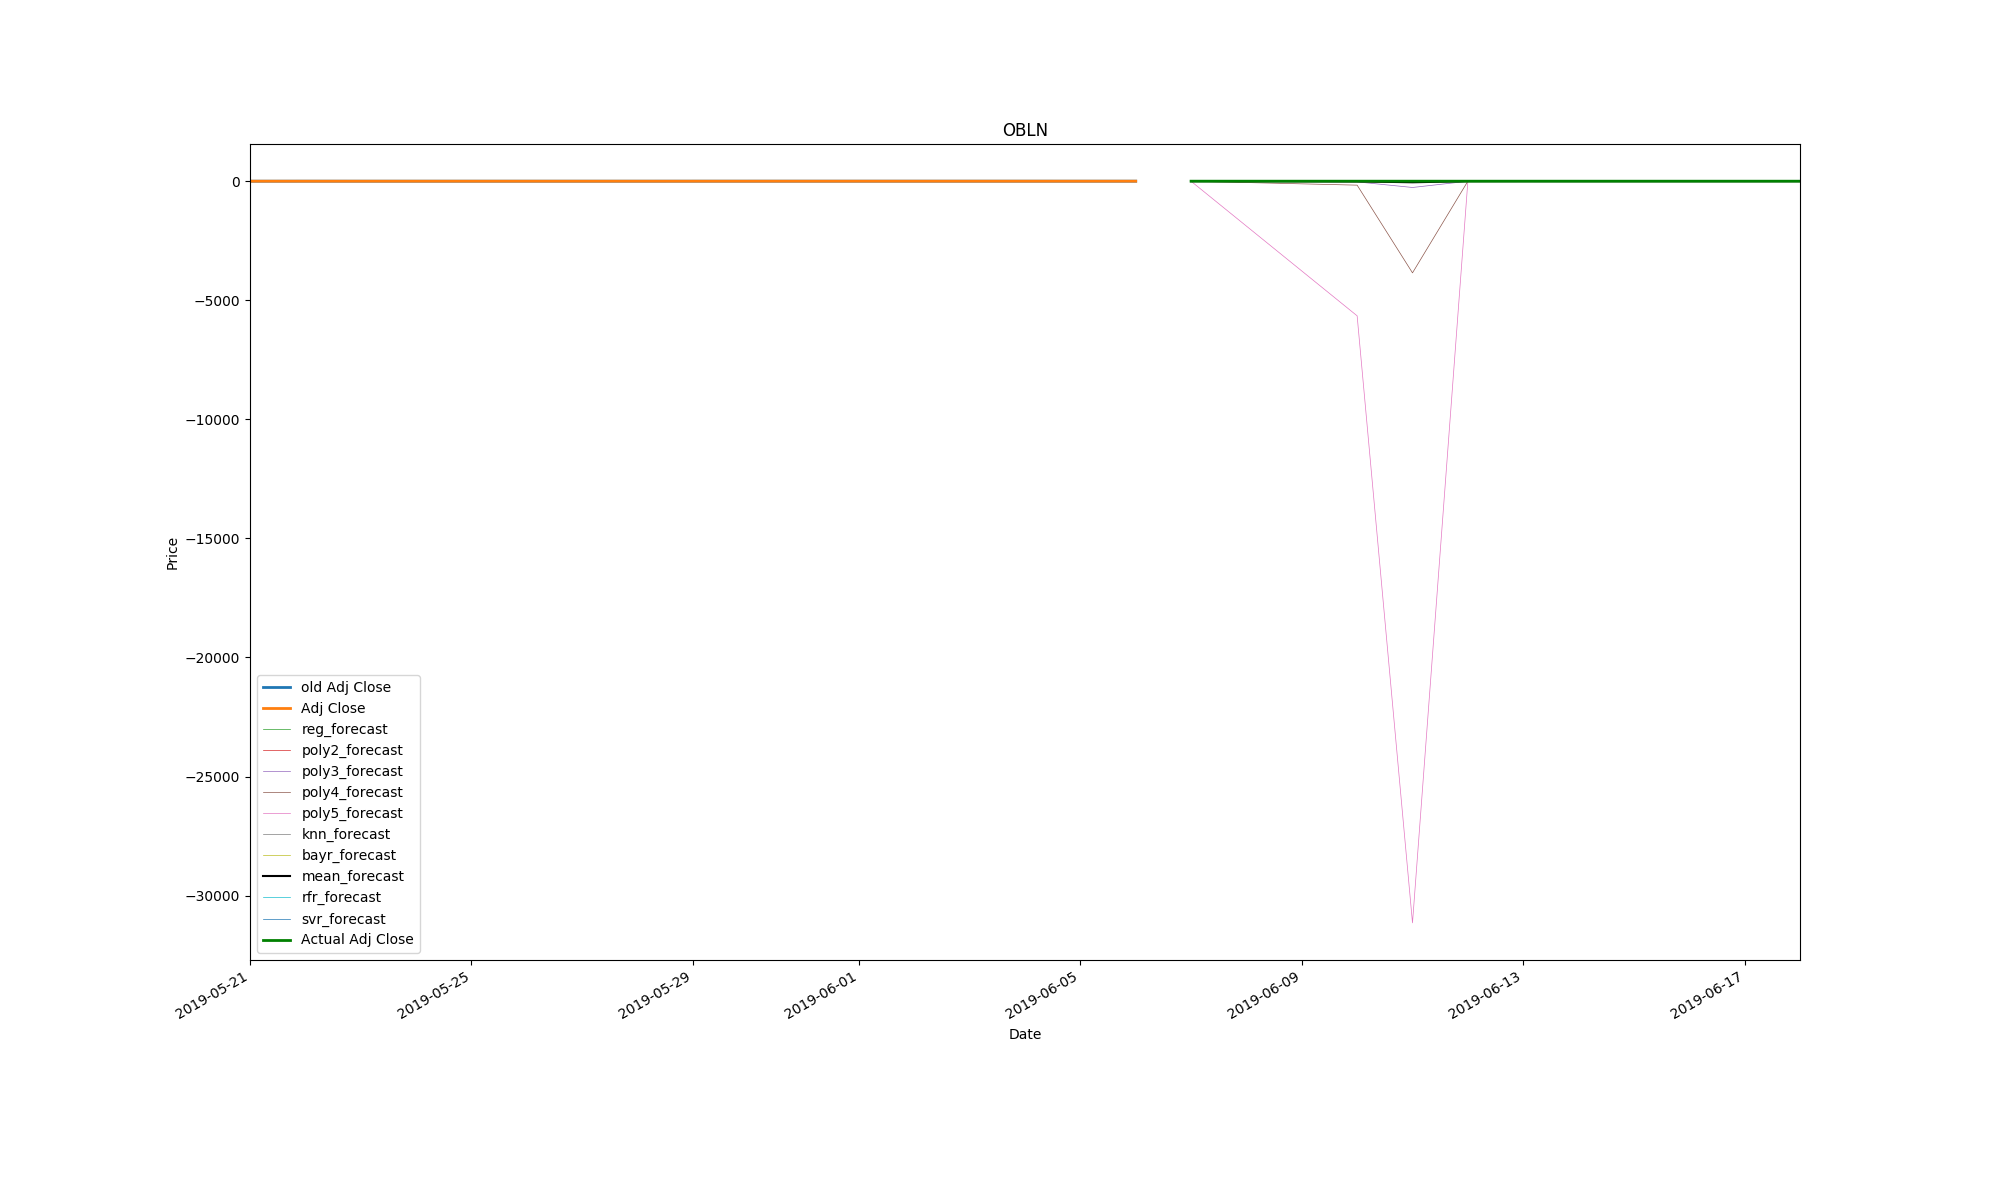 OBLN
0
−5000
−10000
−15000
−20000
−25000
−30000
Price
old Adj Close
Adj Close
reg_forecast
poly2_forecast
poly3_forecast
poly4_forecast
poly5_forecast
knn_forecast
bayr_forecast
mean_forecast
rfr_forecast
svr_forecast
Actual Adj Close
2019-05-21
2019-05-25
2019-05-29
2019-06-01
2019-06-05
2019-06-09
2019-06-13
2019-06-17
Date